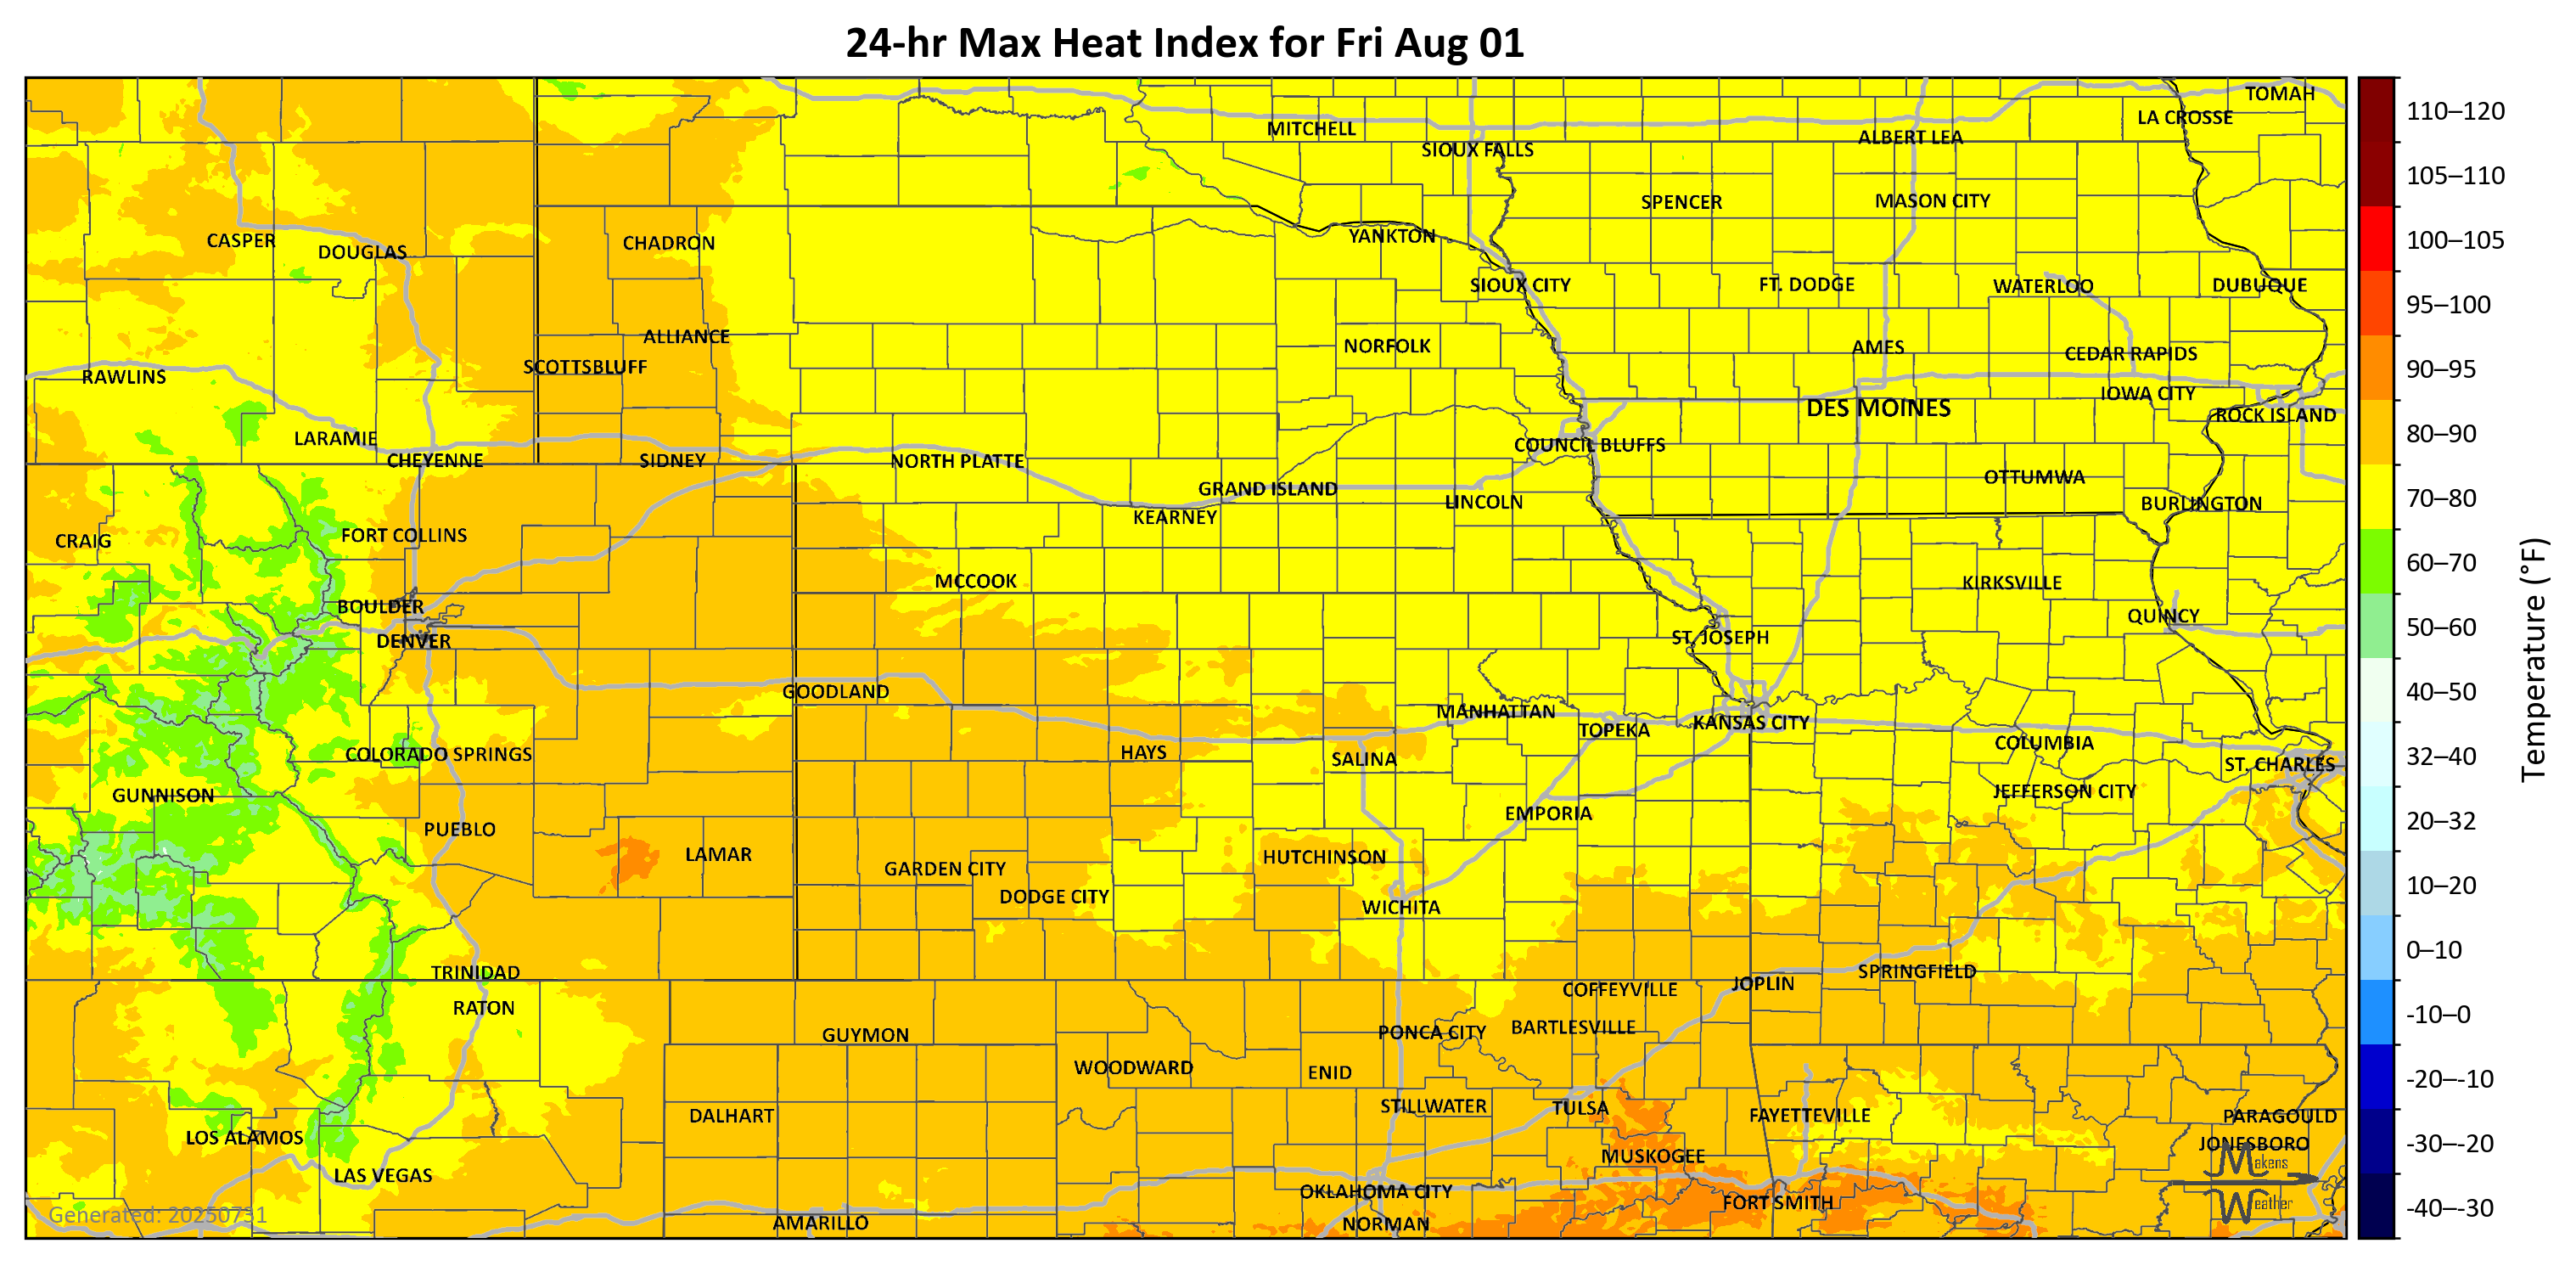 24-hr Max Heat Index for Fri Aug 01
TOMAH
LA CROSSE
MITCHELL
ALBERT LEA
SIOUX FALLS
SPENCER
MASON CITY
CASPER
DOUGLAS
CHADRON
YANKTON
SIOUX CITY
FT. DODGE
WATERLOO
DUBUQUE
ALLIANCE
NORFOLK
AMES
CEDAR RAPIDS
SCOTTSBLUFF
RAWLINS
IOWA CITY
DES MOINES
ROCK ISLAND
LARAMIE
COUNCIL BLUFFS
CHEYENNE
SIDNEY
NORTH PLATTE
OTTUMWA
GRAND ISLAND
LINCOLN
BURLINGTON
KEARNEY
FORT COLLINS
CRAIG
MCCOOK
KIRKSVILLE
BOULDER
QUINCY
DENVER
ST. JOSEPH
GOODLAND
MANHATTAN
KANSAS CITY
TOPEKA
COLUMBIA
COLORADO SPRINGS
HAYS
SALINA
ST. CHARLES
GUNNISON
JEFFERSON CITY
EMPORIA
PUEBLO
LAMAR
HUTCHINSON
GARDEN CITY
DODGE CITY
WICHITA
TRINIDAD
SPRINGFIELD
JOPLIN
COFFEYVILLE
RATON
BARTLESVILLE
GUYMON
PONCA CITY
WOODWARD
ENID
STILLWATER
TULSA
DALHART
FAYETTEVILLE
PARAGOULD
LOS ALAMOS
JONESBORO
MUSKOGEE
LAS VEGAS
OKLAHOMA CITY
FORT SMITH
AMARILLO
NORMAN
Generated: 20250731
Makens
Weather
110–120
105–110
100–105
95–100
90–95
80–90
70–80
60–70
50–60
40–50
32–40
20–32
10–20
0–10
-10–0
-20–-10
-30–-20
-40–-30
Temperature (°F)